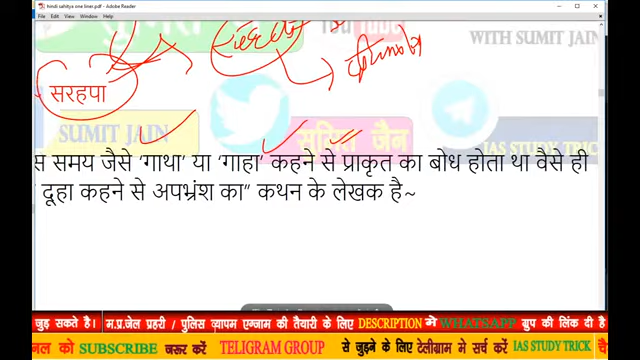 hindi sahitya one liner.pdf - Adobe Reader
File Edit View Window Help
WITH SUMIT JAIN
सरहपा
SUMIT JAIN
सुमित जैन
IAS STUDY TRICK
स समय जैसे ‘गाथा’ या ‘गाहा’ कहने से प्राकृत का बोध होता था वैसे ही
दूहा कहने से अपभ्रंश का” कथन के लेखक है~
जुड़ सकते है। म.प्र.जेल प्रहरी / पुलिस व्यापम एग्जाम की तैयारी के लिए DESCRIPTION मे WHATSAPP ग्रुप की लिंक दी है
नल को SUBSCRIBE जरूर करें TELIGRAM GROUP से जुड़ने के लिए टेलीग्राम मे सर्च करें IAS STUDY TRICK